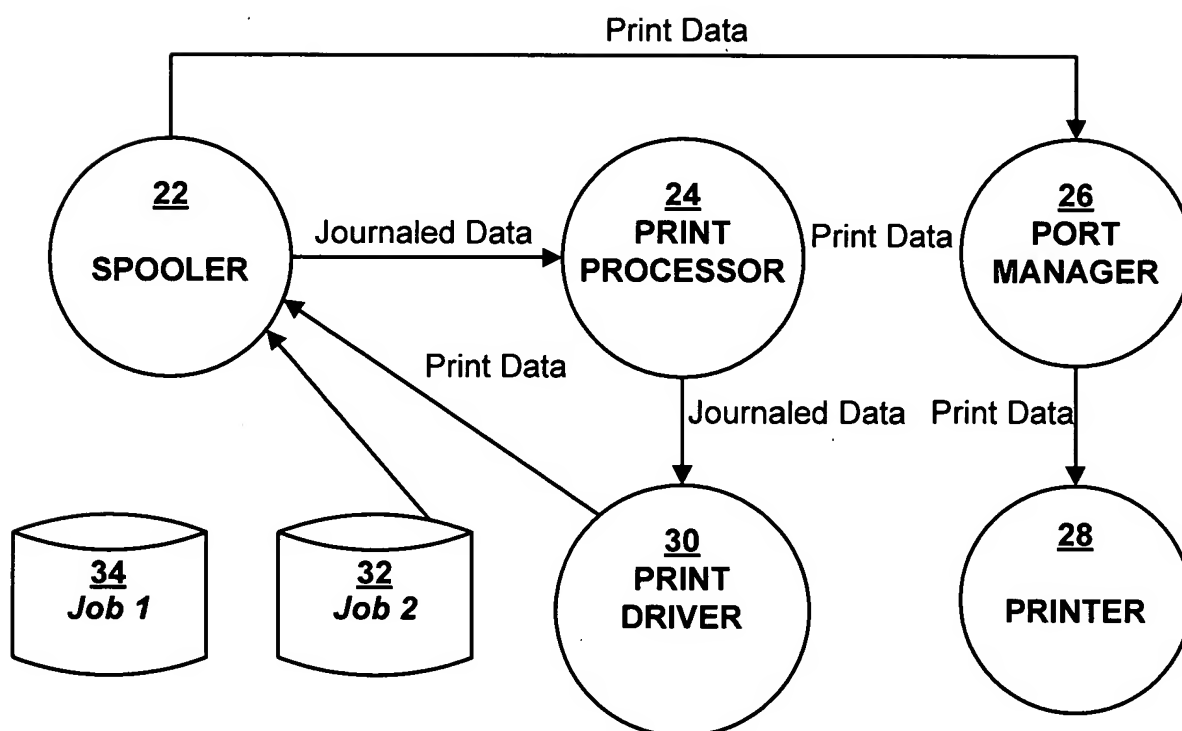 Print Data
22
SPOOLER
Journaled Data
24
PRINT
PROCESSOR
Print Data
26
PORT
MANAGER
Print Data
Journaled Data
Print Data
34
Job 1
32
Job 2
30
PRINT
DRIVER
28
PRINTER